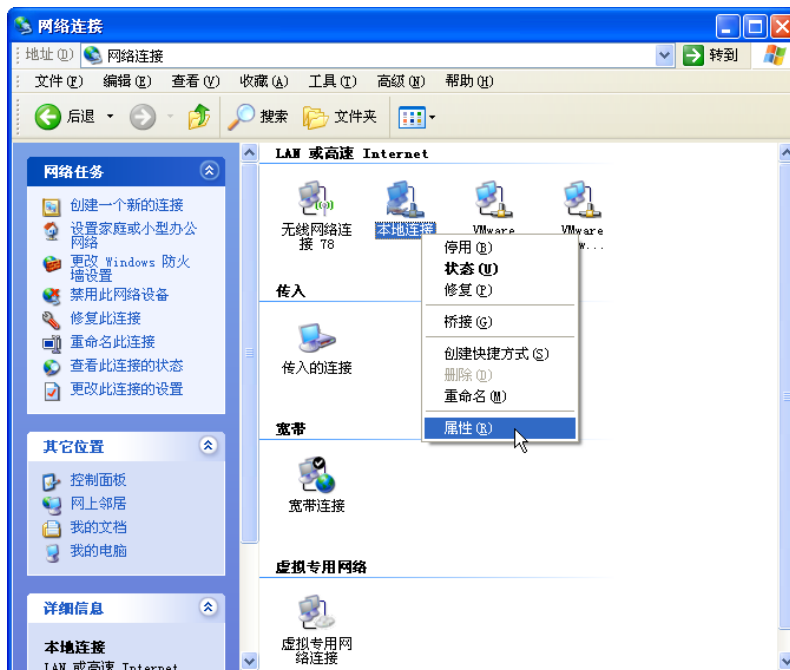 网络连接
地址(D) 网络连接 转到
文件(F) 编辑(E) 查看(V) 收藏(A) 工具(T) 高级(N) 帮助(H)
后退 搜索 文件夹
网络任务
创建一个新的连接
设置家庭或小型办公
网络
更改 Windows 防火
墙设置
禁用此网络设备
修复此连接
重命名此连接
查看此连接的状态
更改此连接的设置
其它位置
控制面板
网上邻居
我的文档
我的电脑
详细信息
本地连接
LAN 或高速 Internet
LAN 或高速 Internet
无线网络连
接 78
本地连接
VMware
VMware
w...
停用(B)
状态(U)
修复(P)
桥接(G)
创建快捷方式(S)
删除(D)
重命名(M)
属性(R)
传入
传入的连接
宽带
宽带连接
虚拟专用网络
虚拟专用网
络连接